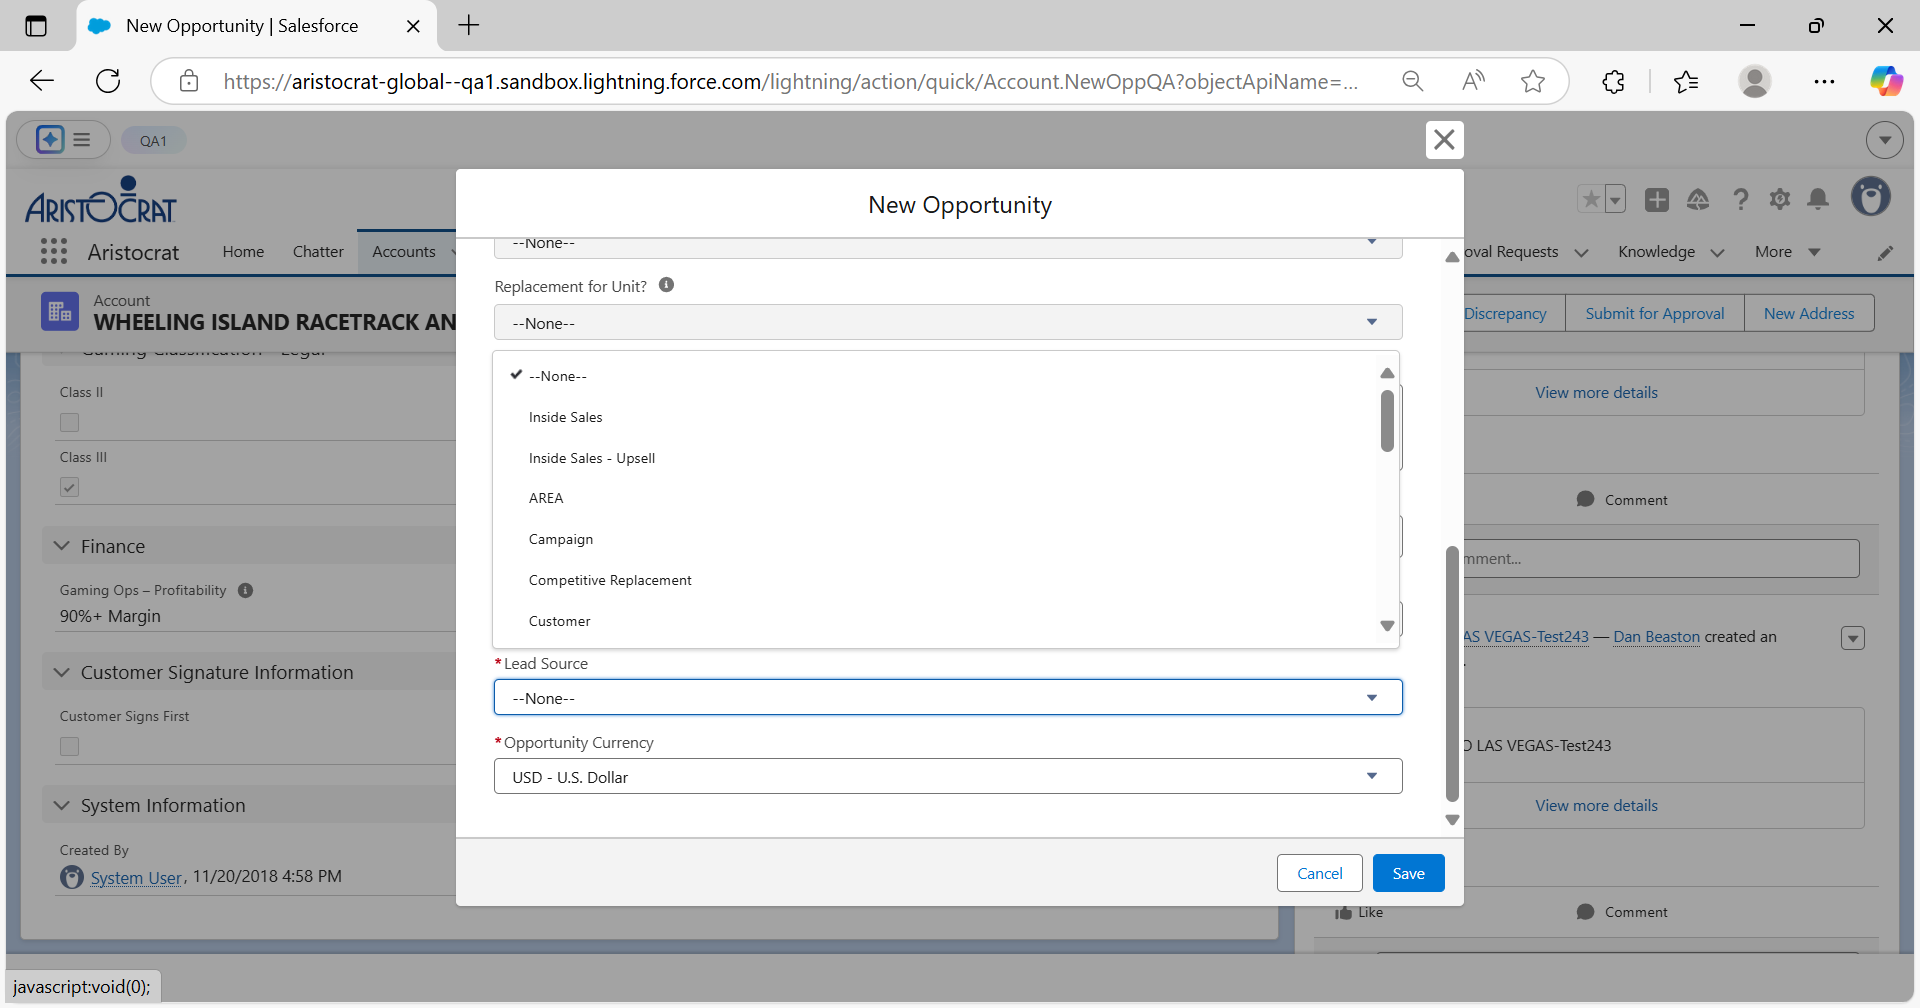 New Opportunity | Salesforce
https://aristocrat-global--qa1.sandbox.lightning.force.com/lightning/action/quick/Account.NewOppQA?objectApiName=...
QA1
ARISTOCRAT
Aristocrat
Home
Chatter
Accounts
oval Requests
Knowledge
More
Account
WHEELING ISLAND RACETRACK AN
Discrepancy
Submit for Approval
New Address
Gaming Classification - Legal
Class II
Class III
Finance
Gaming Ops – Profitability
90%+ Margin
Customer Signature Information
Customer Signs First
System Information
Created By
System User, 11/20/2018 4:58 PM
New Opportunity
--None--
Replacement for Unit?
--None--
--None--
Inside Sales
Inside Sales - Upsell
AREA
Campaign
Competitive Replacement
Customer
*Lead Source
--None--
*Opportunity Currency
USD - U.S. Dollar
Cancel
Save
View more details
Comment
mment...
AS VEGAS-Test243 — Dan Beaston created an
O LAS VEGAS-Test243
View more details
Like
Comment
javascript:void(0);